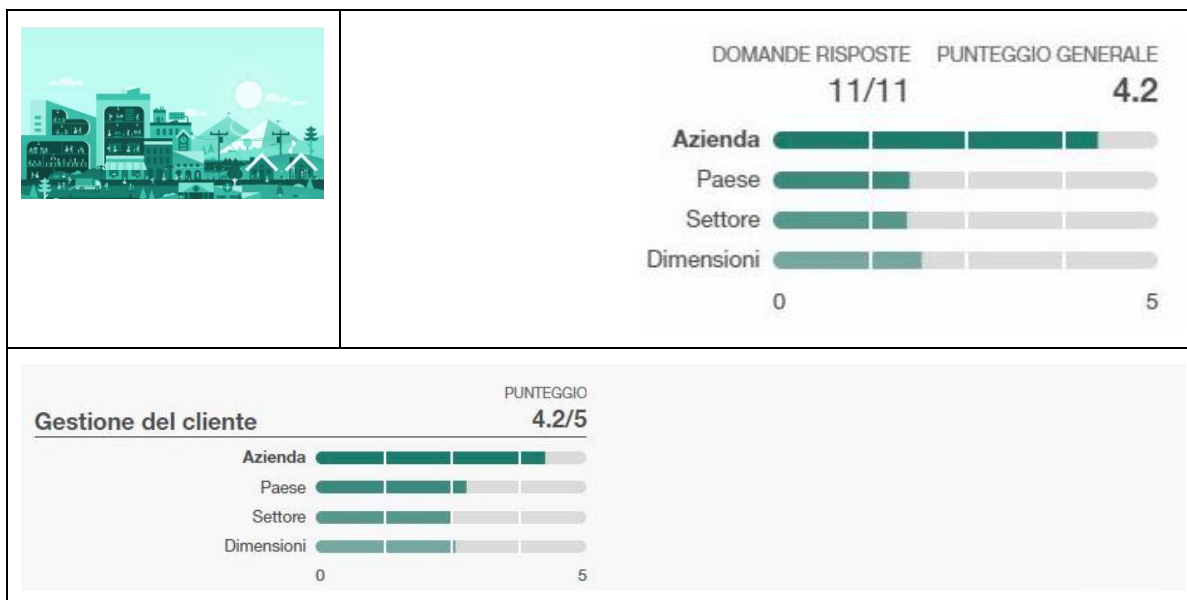 DOMANDE RISPOSTE PUNTEGGIO GENERALE
11/11 4.2
Azienda
Paese
Settore
Dimensioni
0 5
PUNTEGGIO
Gestione del cliente 4.2/5
Azienda
Paese
Settore
Dimensioni
0 5